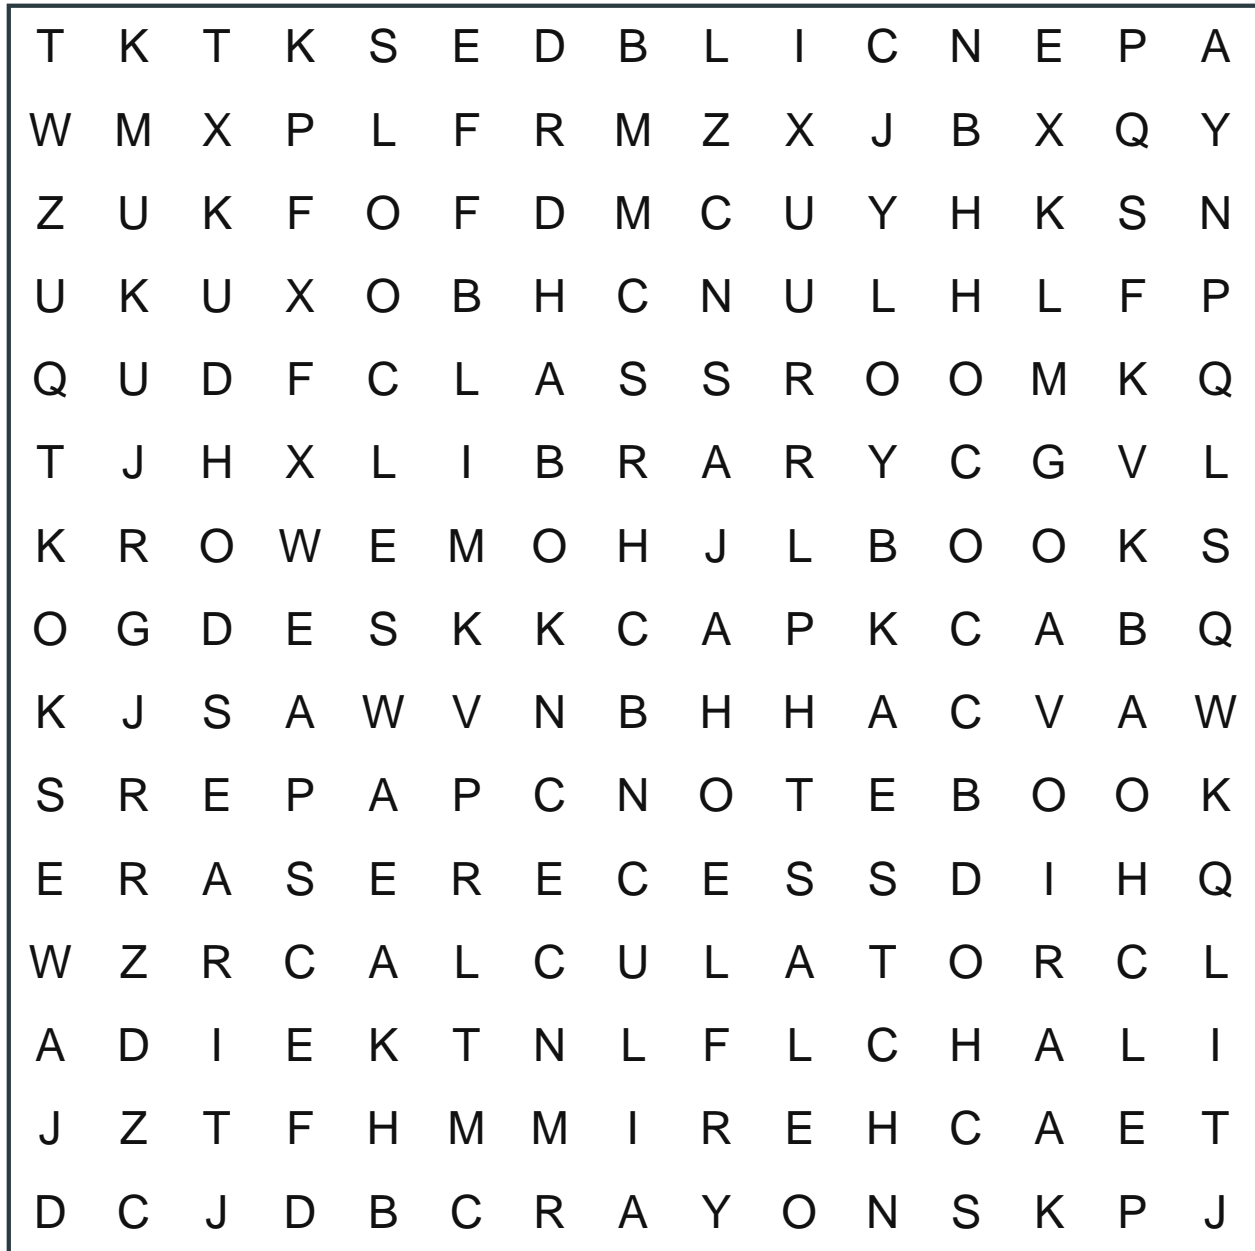 T K T K S E D B L I C N E P A
W M X P L F R M Z X J B X Q Y
Z U K F O F D M C U Y H K S N
U K U X O B H C N U L H L F P
Q U D F C L A S S R O O M K Q
T J H X L I B R A R Y C G V L
K R O W E M O H J L B O O K S
O G D E S K K C A P K C A B Q
K J S A W V N B H H A C V A W
S R E P A P C N O T E B O O K
E R A S E R E C E S S D I H Q
W Z R C A L C U L A T O R C L
A D I E K T N L F L C H A L I
J Z T F H M M I R E H C A E T
D C J D B C R A Y O N S K P J